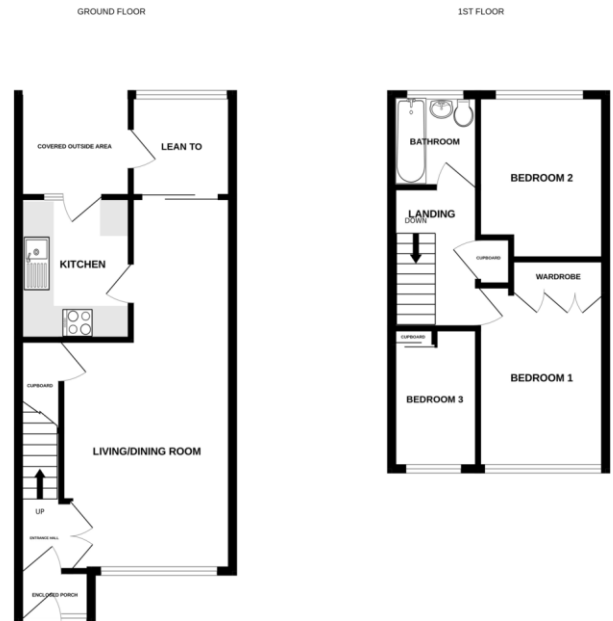 GROUND FLOOR
COVERED OUTSIDE AREA
LEAN TO
KITCHEN
CUPBOARD
LIVING/DINING ROOM
UP
ENTRANCE HALL
ENCLOSED PORCH
1ST FLOOR
BATHROOM
BEDROOM 2
LANDING
DOWN
CUPBOARD
WARDROBE
CUPBOARD
BEDROOM 1
BEDROOM 3